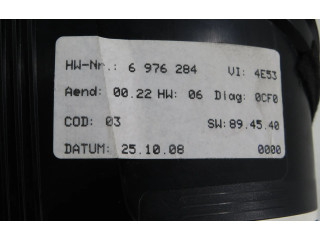 HW-Nr.: 6 976 284 VI: 4E53
Aend: 00.22 HW: 06 Diag: 0CF0
COD: 03 SW: 89.45.40
DATUM: 25.10.08 0000